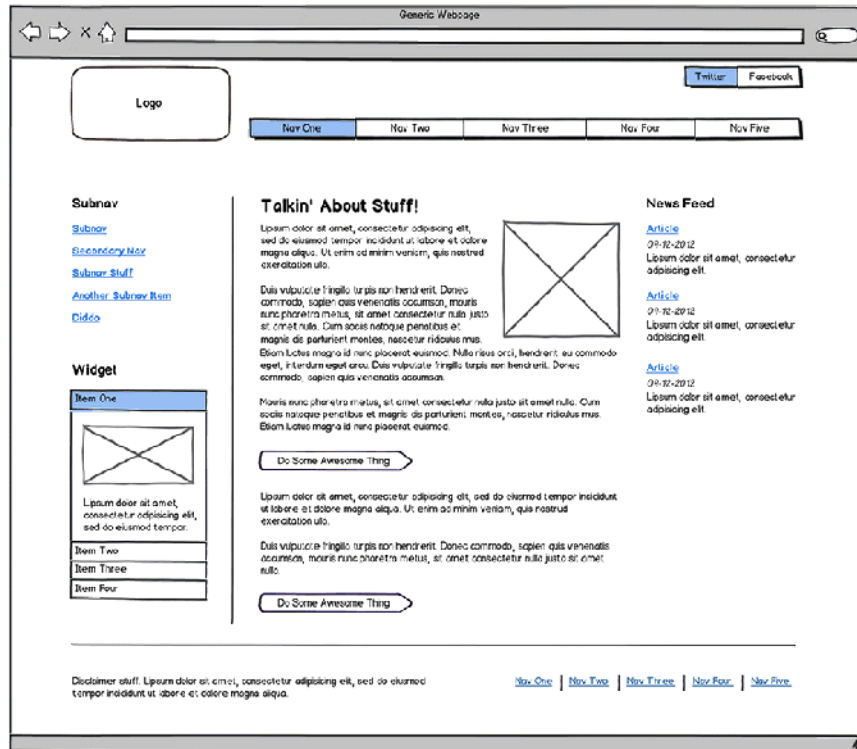 Generic Webpage
Twitter Facebook
Logo
Nav One Nav Two Nav Three Nav Four Nav Five
Subnav
Subnav
Secondary Nav
Subnav Stuff
Another Subnav Item
Diddo
Widget
Item One
Lipsum dolor sit amet,
consectetur adipisicing elit,
sed do eiusmod tempor.
Item Two
Item Three
Item Four
Talkin' About Stuff!
Lipsum dolor sit amet, consectetur adipisicing elit,
sed do eiusmod tempor incididunt ut labore et dolore
magna aliqua. Ut enim ad minim veniam, quis nostrud
exercitation ullo.
Duis vulputate fringilla turpis non hendrerit. Donec
commodo, sapien quis venenatis accumsan, mauris
nunc pharetra metus, sit amet consectetur nulla justo
sit amet nulla. Cum sociis natoque penatibus et
magnis dis parturient montes, nascetur ridiculus mus.
Etiam luctus magna id nunc placerat euismod. Nulla risus orci, hendrerit eu commodo
eget, interdum eget arcu. Duis vulputate fringilla turpis non hendrerit. Donec
commodo, sapien quis venenatis accumsan.
Mauris nunc pharetra metus, sit amet consectetur nulla justo sit amet nulla. Cum
sociis natoque penatibus et magnis dis parturient montes, nascetur ridiculus mus.
Etiam luctus magna id nunc placerat euismod.
Do Some Awesome Thing
Lipsum dolor sit amet, consectetur adipisicing elit, sed do eiusmod tempor incididunt
ut labore et dolore magna aliqua. Ut enim ad minim veniam, quis nostrud
exercitation ullo.
Duis vulputate fringilla turpis non hendrerit. Donec commodo, sapien quis venenatis
accumsan, mauris nunc pharetra metus, sit amet consectetur nulla justo sit amet
nulla.
Do Some Awesome Thing
News Feed
Article
09-12-2012
Lipsum dolor sit amet, consectetur
adipisicing elit.
Article
09-12-2012
Lipsum dolor sit amet, consectetur
adipisicing elit.
Article
09-12-2012
Lipsum dolor sit amet, consectetur
adipisicing elit.
Disclaimer stuff. Lipsum dolor sit amet, consectetur adipisicing elit, sed do eiusmod
tempor incididunt ut labore et dolore magna aliqua.
Nav One | Nav Two | Nav Three | Nav Four | Nav Five